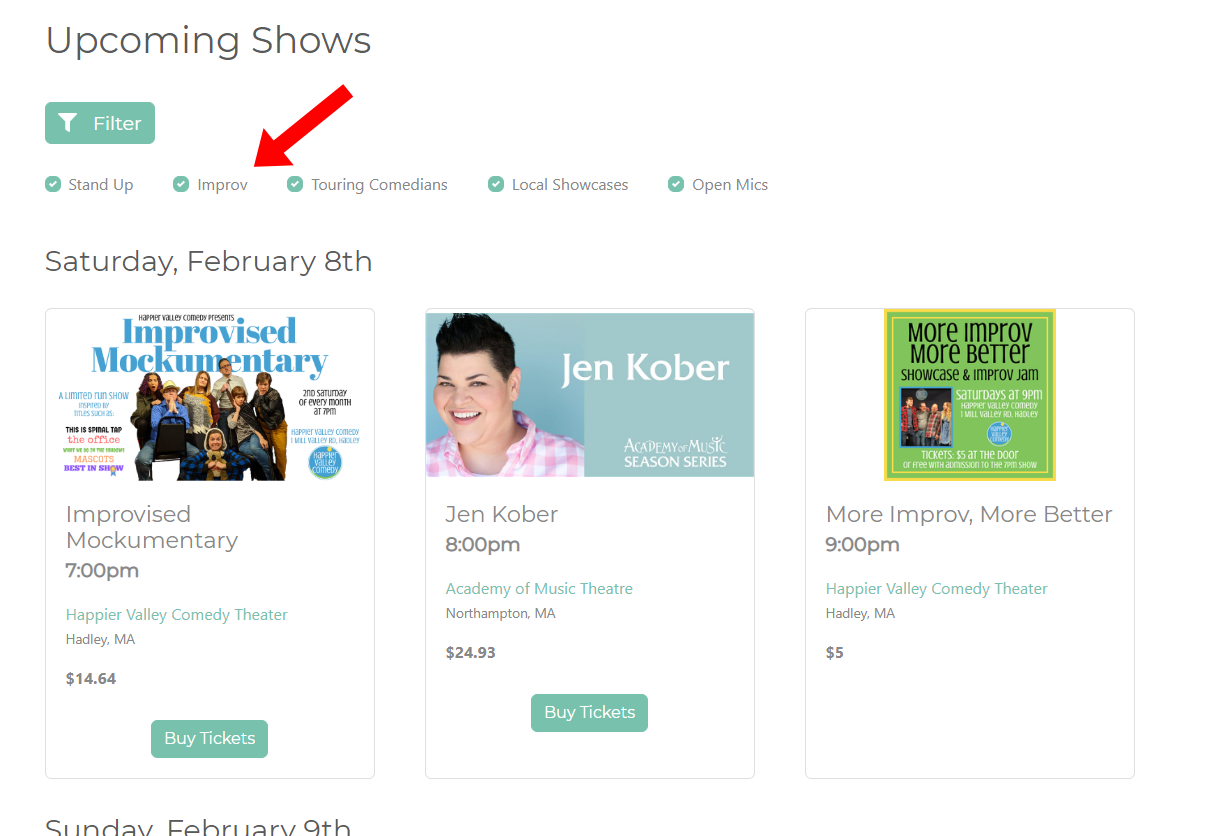 Upcoming Shows
Filter
Stand Up
Improv
Touring Comedians
Local Showcases
Open Mics
Saturday, February 8th
Happier Valley Comedy Presents
Improvised
Mockumentary
A Limited Run Show
Inspired by
Titles such as:
THIS IS SPINAL TAP
the office
What We Do in the Shadows
MASCOTS
BEST IN SHOW
2nd Saturday
of every month
at 7pm
Happier Valley Comedy
1 Mill Valley Rd, Hadley
Happier
Valley
Comedy
Improvised
Mockumentary
7:00pm
Happier Valley Comedy Theater
Hadley, MA
$14.64
Buy Tickets
Jen Kober
ACADEMY OF MUSIC
SEASON SERIES
Jen Kober
8:00pm
Academy of Music Theatre
Northampton, MA
$24.93
Buy Tickets
More Improv
More Better
Showcase & Improv Jam
Saturdays at 9pm
Happier Valley Comedy
1 Mill Valley Rd, Hadley
Happier
Valley
Comedy
Tickets: $5 at the door
or free with admission to the 7pm show
More Improv, More Better
9:00pm
Happier Valley Comedy Theater
Hadley, MA
$5
Sunday, February 9th